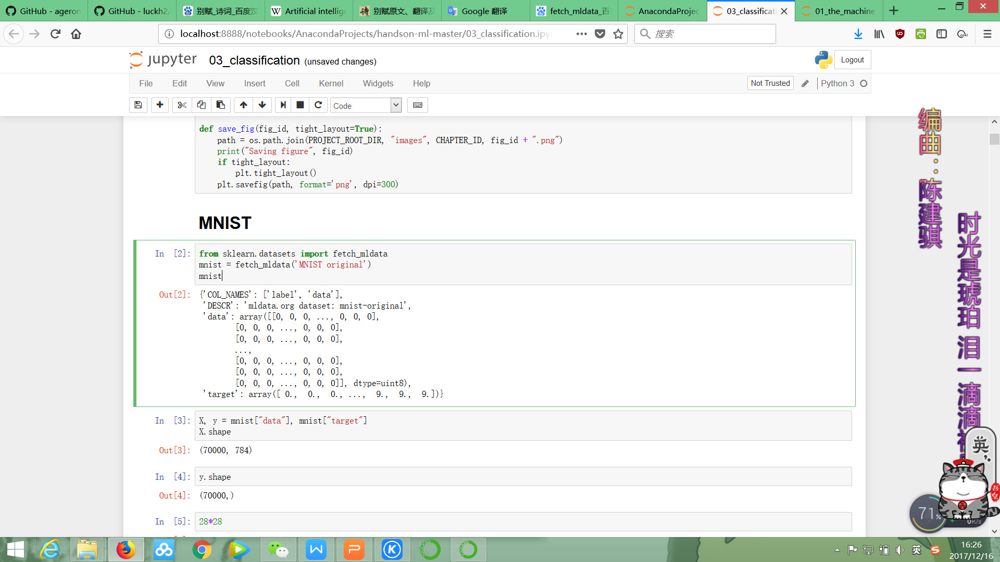 GitHub - ageron
GitHub - luckh2/
别赋_诗词_百度汉
Artificial intellige
别赋原文、翻译及
Google 翻译
fetch_mldata_百
AnacondaProjec
03_classificati
01_the_machine_
localhost:8888/notebooks/AnacondaProjects/handson-ml-master/03_classification.ipyn
搜索
jupyter 03_classification (unsaved changes)
Logout
File Edit View Insert Cell Kernel Widgets Help
Not Trusted
Python 3
Code
def save_fig(fig_id, tight_layout=True):
    path = os.path.join(PROJECT_ROOT_DIR, "images", CHAPTER_ID, fig_id + ".png")
    print("Saving figure", fig_id)
    if tight_layout:
        plt.tight_layout()
    plt.savefig(path, format='png', dpi=300)
MNIST
In [2]: from sklearn.datasets import fetch_mldata
mnist = fetch_mldata('MNIST original')
mnist
Out[2]: {'COL_NAMES': ['label', 'data'],
 'DESCR': 'mldata.org dataset: mnist-original',
 'data': array([[0, 0, 0, ..., 0, 0, 0],
        [0, 0, 0, ..., 0, 0, 0],
        [0, 0, 0, ..., 0, 0, 0],
        ...,
        [0, 0, 0, ..., 0, 0, 0],
        [0, 0, 0, ..., 0, 0, 0],
        [0, 0, 0, ..., 0, 0, 0]], dtype=uint8),
 'target': array([ 0.,  0.,  0., ...,  9.,  9.,  9.])}
In [3]: X, y = mnist["data"], mnist["target"]
X.shape
Out[3]: (70000, 784)
In [4]: y.shape
Out[4]: (70000,)
In [5]: 28*28
编曲：陈建骐
时光是琥珀 泪一滴滴
英
吾皇
71%
0K/s
英
16:26
2017/12/16